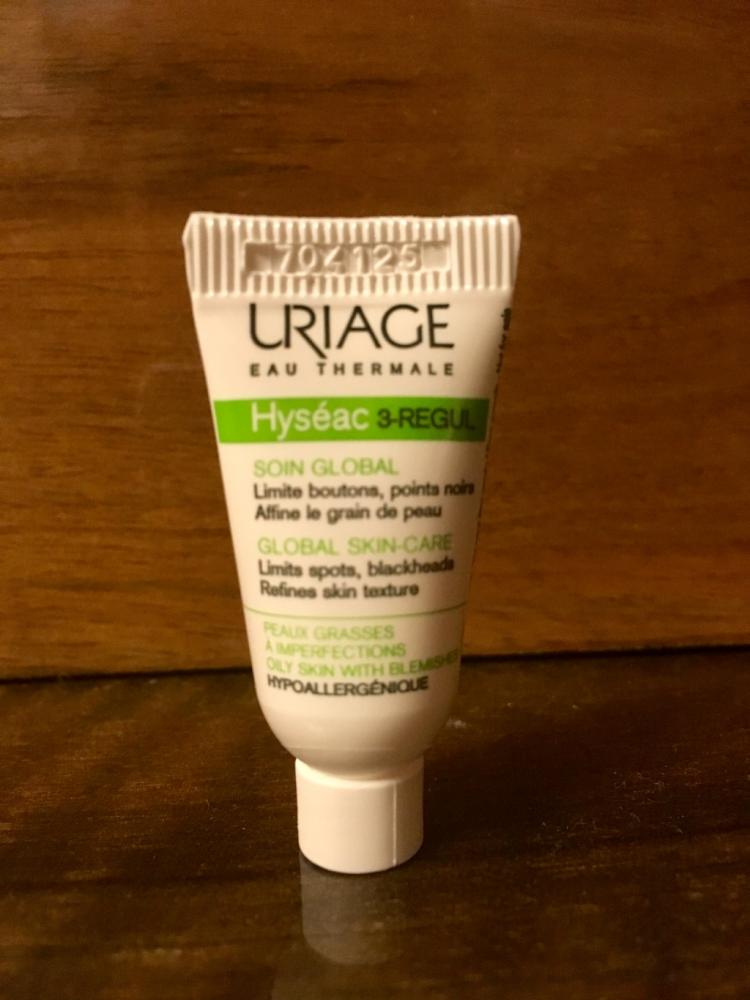 704125
URIAGE
EAU THERMALE
Hyséac 3-REGUL
SOIN GLOBAL
Limite boutons, points noirs
Affine le grain de peau
GLOBAL SKIN-CARE
Limits spots, blackheads
Refines skin texture
PEAUX GRASSES
À IMPERFECTIONS
OILY SKIN WITH BLEMISHES
HYPOALLERGÉNIQUE